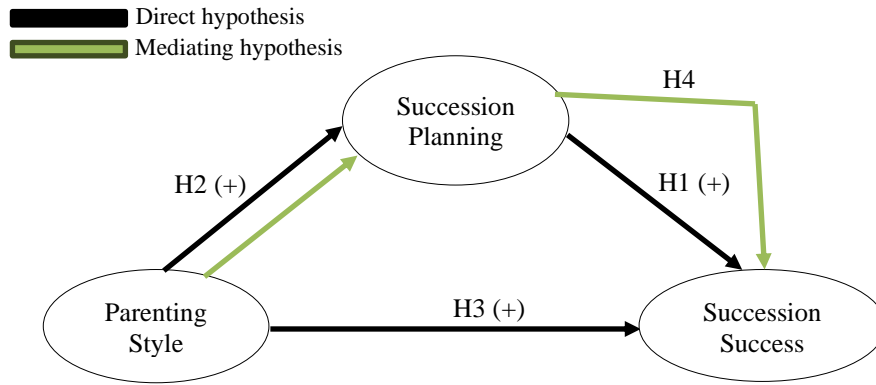 Direct hypothesis
Mediating hypothesis
H4
Succession
Planning
H2 (+)
H1 (+)
H3 (+)
Parenting
Style
Succession
Success